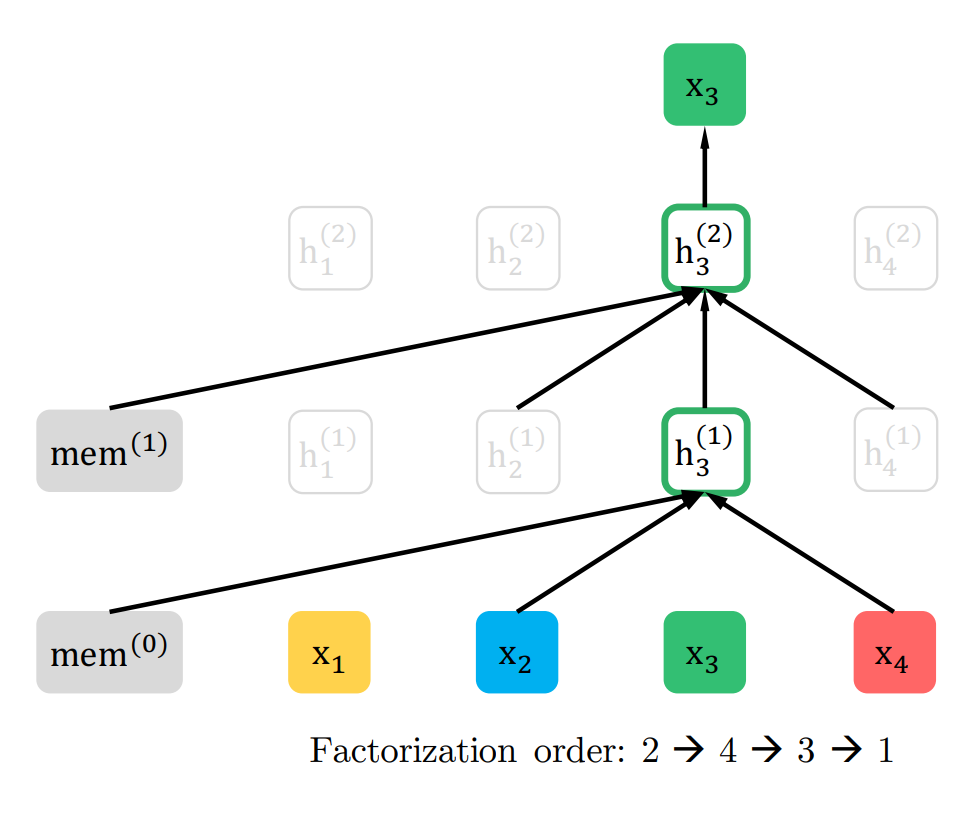 x₃
h₁⁽²⁾ h₂⁽²⁾ h₃⁽²⁾ h₄⁽²⁾
mem⁽¹⁾ h₁⁽¹⁾ h₂⁽¹⁾ h₃⁽¹⁾ h₄⁽¹⁾
mem⁽⁰⁾ x₁ x₂ x₃ x₄
Factorization order: 2 → 4 → 3 → 1